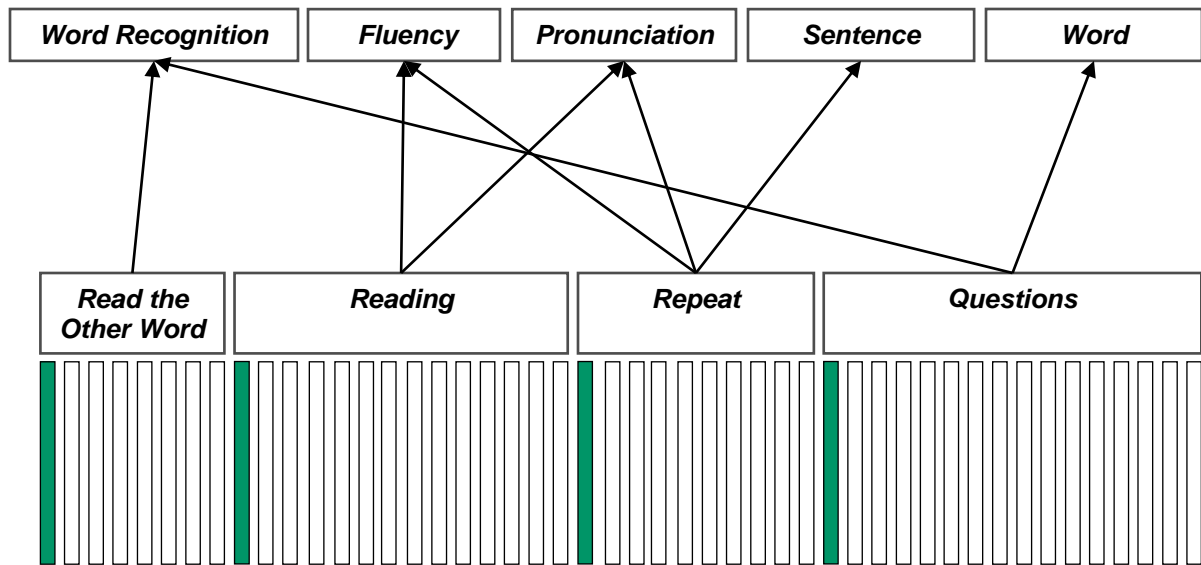 Word Recognition
Fluency
Pronunciation
Sentence
Word
Read the
Other Word
Reading
Repeat
Questions